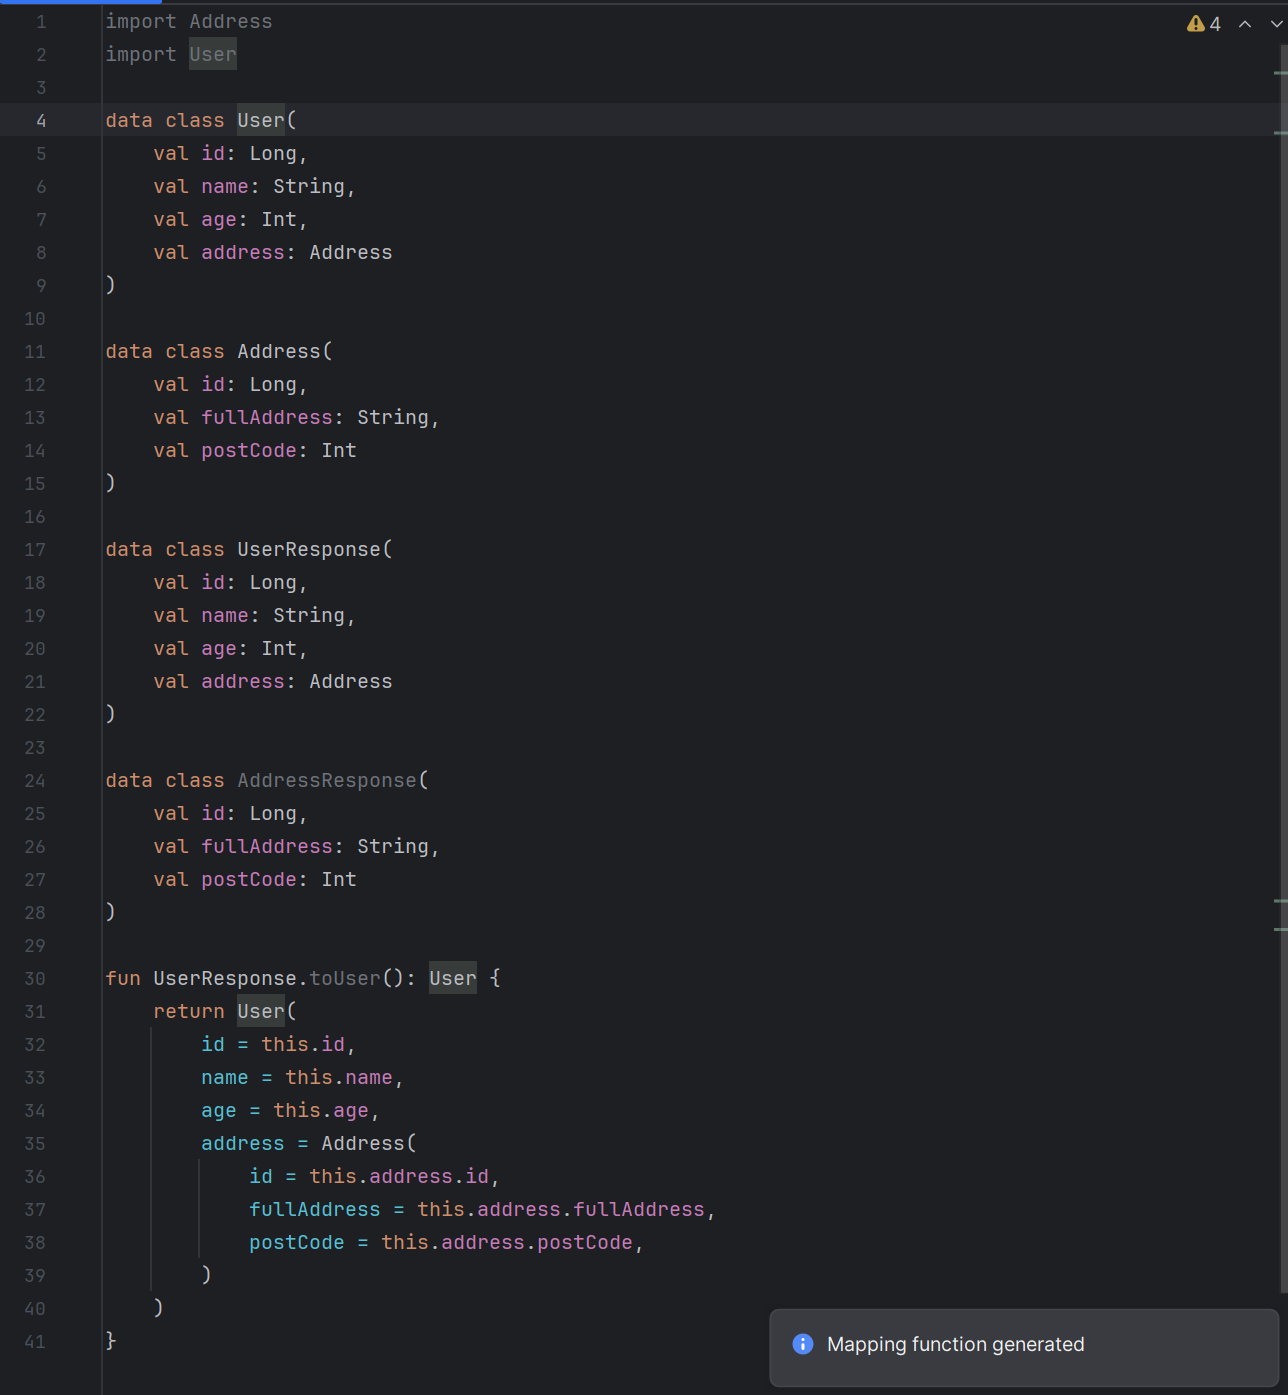 1 import Address
4
2 import User
3
4 data class User(
5     val id: Long,
6     val name: String,
7     val age: Int,
8     val address: Address
9 )
10
11 data class Address(
12     val id: Long,
13     val fullAddress: String,
14     val postCode: Int
15 )
16
17 data class UserResponse(
18     val id: Long,
19     val name: String,
20     val age: Int,
21     val address: Address
22 )
23
24 data class AddressResponse(
25     val id: Long,
26     val fullAddress: String,
27     val postCode: Int
28 )
29
30 fun UserResponse.toUser(): User {
31     return User(
32         id = this.id,
33         name = this.name,
34         age = this.age,
35         address = Address(
36             id = this.address.id,
37             fullAddress = this.address.fullAddress,
38             postCode = this.address.postCode,
39         )
40     )
41 }
Mapping function generated